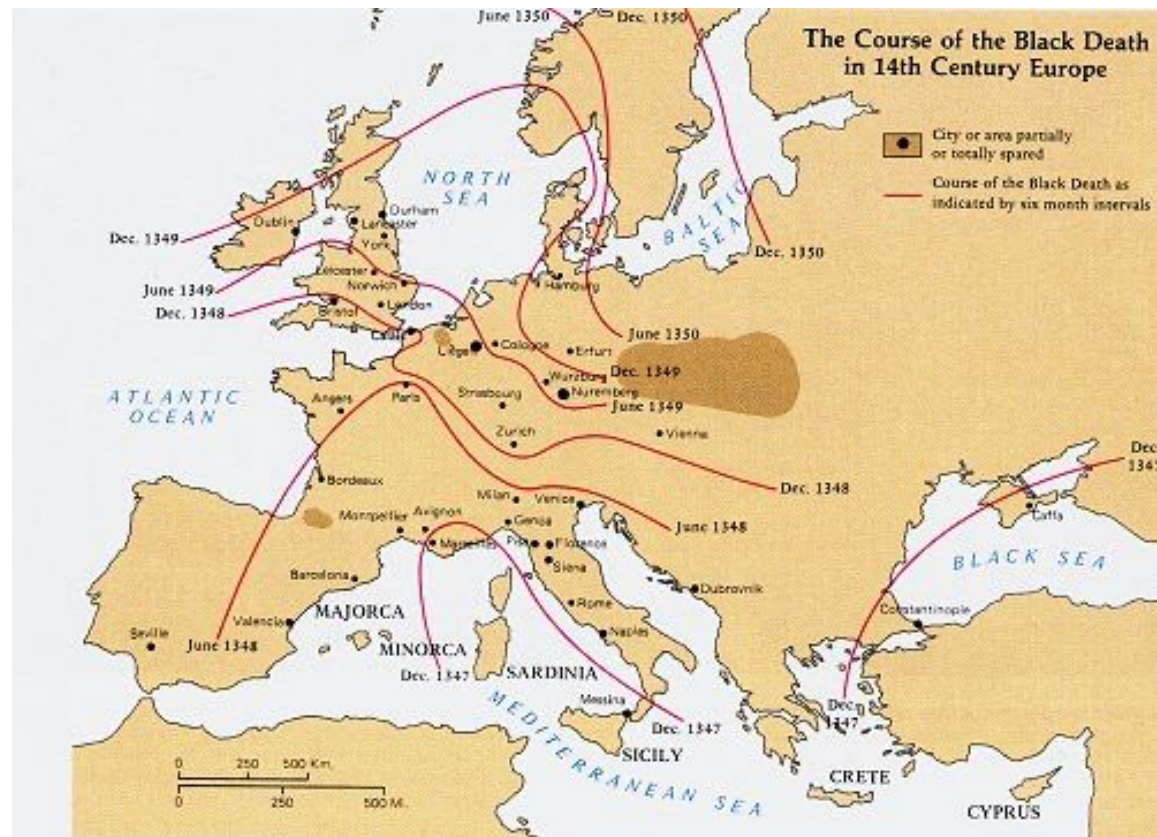 June 1350
Dec. 1350
The Course of the Black Death
in 14th Century Europe
City or area partially
or totally spared
Course of the Black Death as
indicated by six month intervals
NORTH
SEA
BALTIC
SEA
Durham
Lancaster
Dublin
York
Dec. 1349
Dec. 1350
Leicester
June 1349
Norwich
Hamburg
Dec. 1348
London
Bristol
Calais
June 1350
Liège
Cologne
Erfurt
Dec. 1349
Wurzburg
Nuremberg
ATLANTIC
OCEAN
Angers
Paris
Strasbourg
June 1349
Zurich
Vienna
Dec.
1347
Bordeaux
Dec. 1348
Milan
Venice
Caffa
Montpellier
Avignon
Genoa
June 1348
Marseilles
Pisa
Florence
BLACK SEA
Siena
Barcelona
Dubrovnik
MAJORCA
Rome
Constantinople
Valencia
Seville
June 1348
MINORCA
Naples
Dec. 1347
SARDINIA
Messina
Dec.
1347
Dec. 1347
MEDITERRANEAN SEA
SICILY
CRETE
CYPRUS
0 250 500 Km.
0 250 500 M.